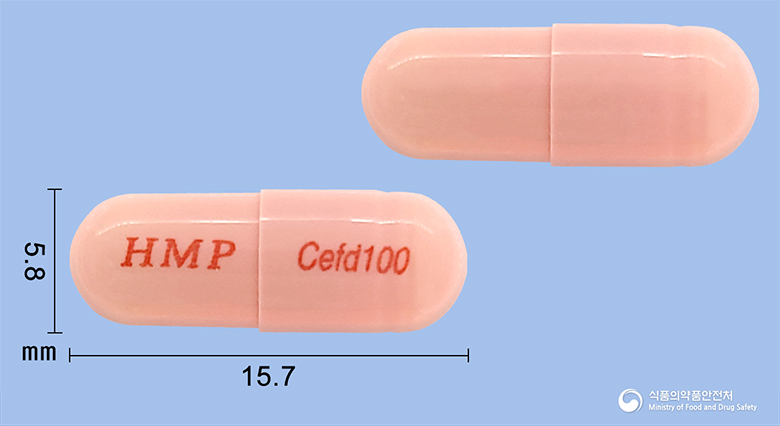 HMP Cefd100
5.8
mm
15.7
식품의약품안전처
Ministry of Food and Drug Safety